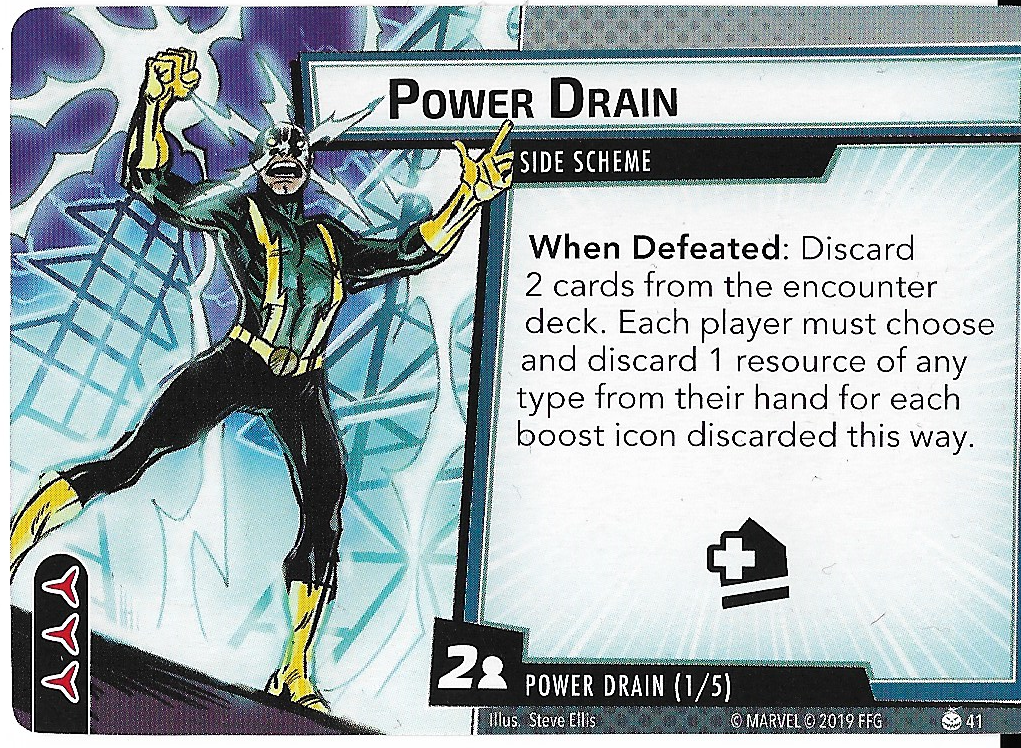 POWER DRAIN
SIDE SCHEME
When Defeated: Discard
2 cards from the encounter
deck. Each player must choose
and discard 1 resource of any
type from their hand for each
boost icon discarded this way.
2
POWER DRAIN (1/5)
Illus. Steve Ellis © MARVEL © 2019 FFG 41